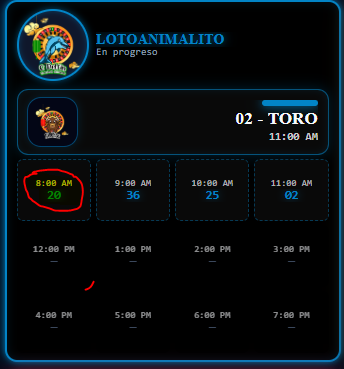 LOTOANIMALITO
En progreso
02 - TORO
11:00 AM
8:00 AM 9:00 AM 10:00 AM 11:00 AM
20 36 25 02
12:00 PM 1:00 PM 2:00 PM 3:00 PM
— — — —
4:00 PM 5:00 PM 6:00 PM 7:00 PM
— — — —